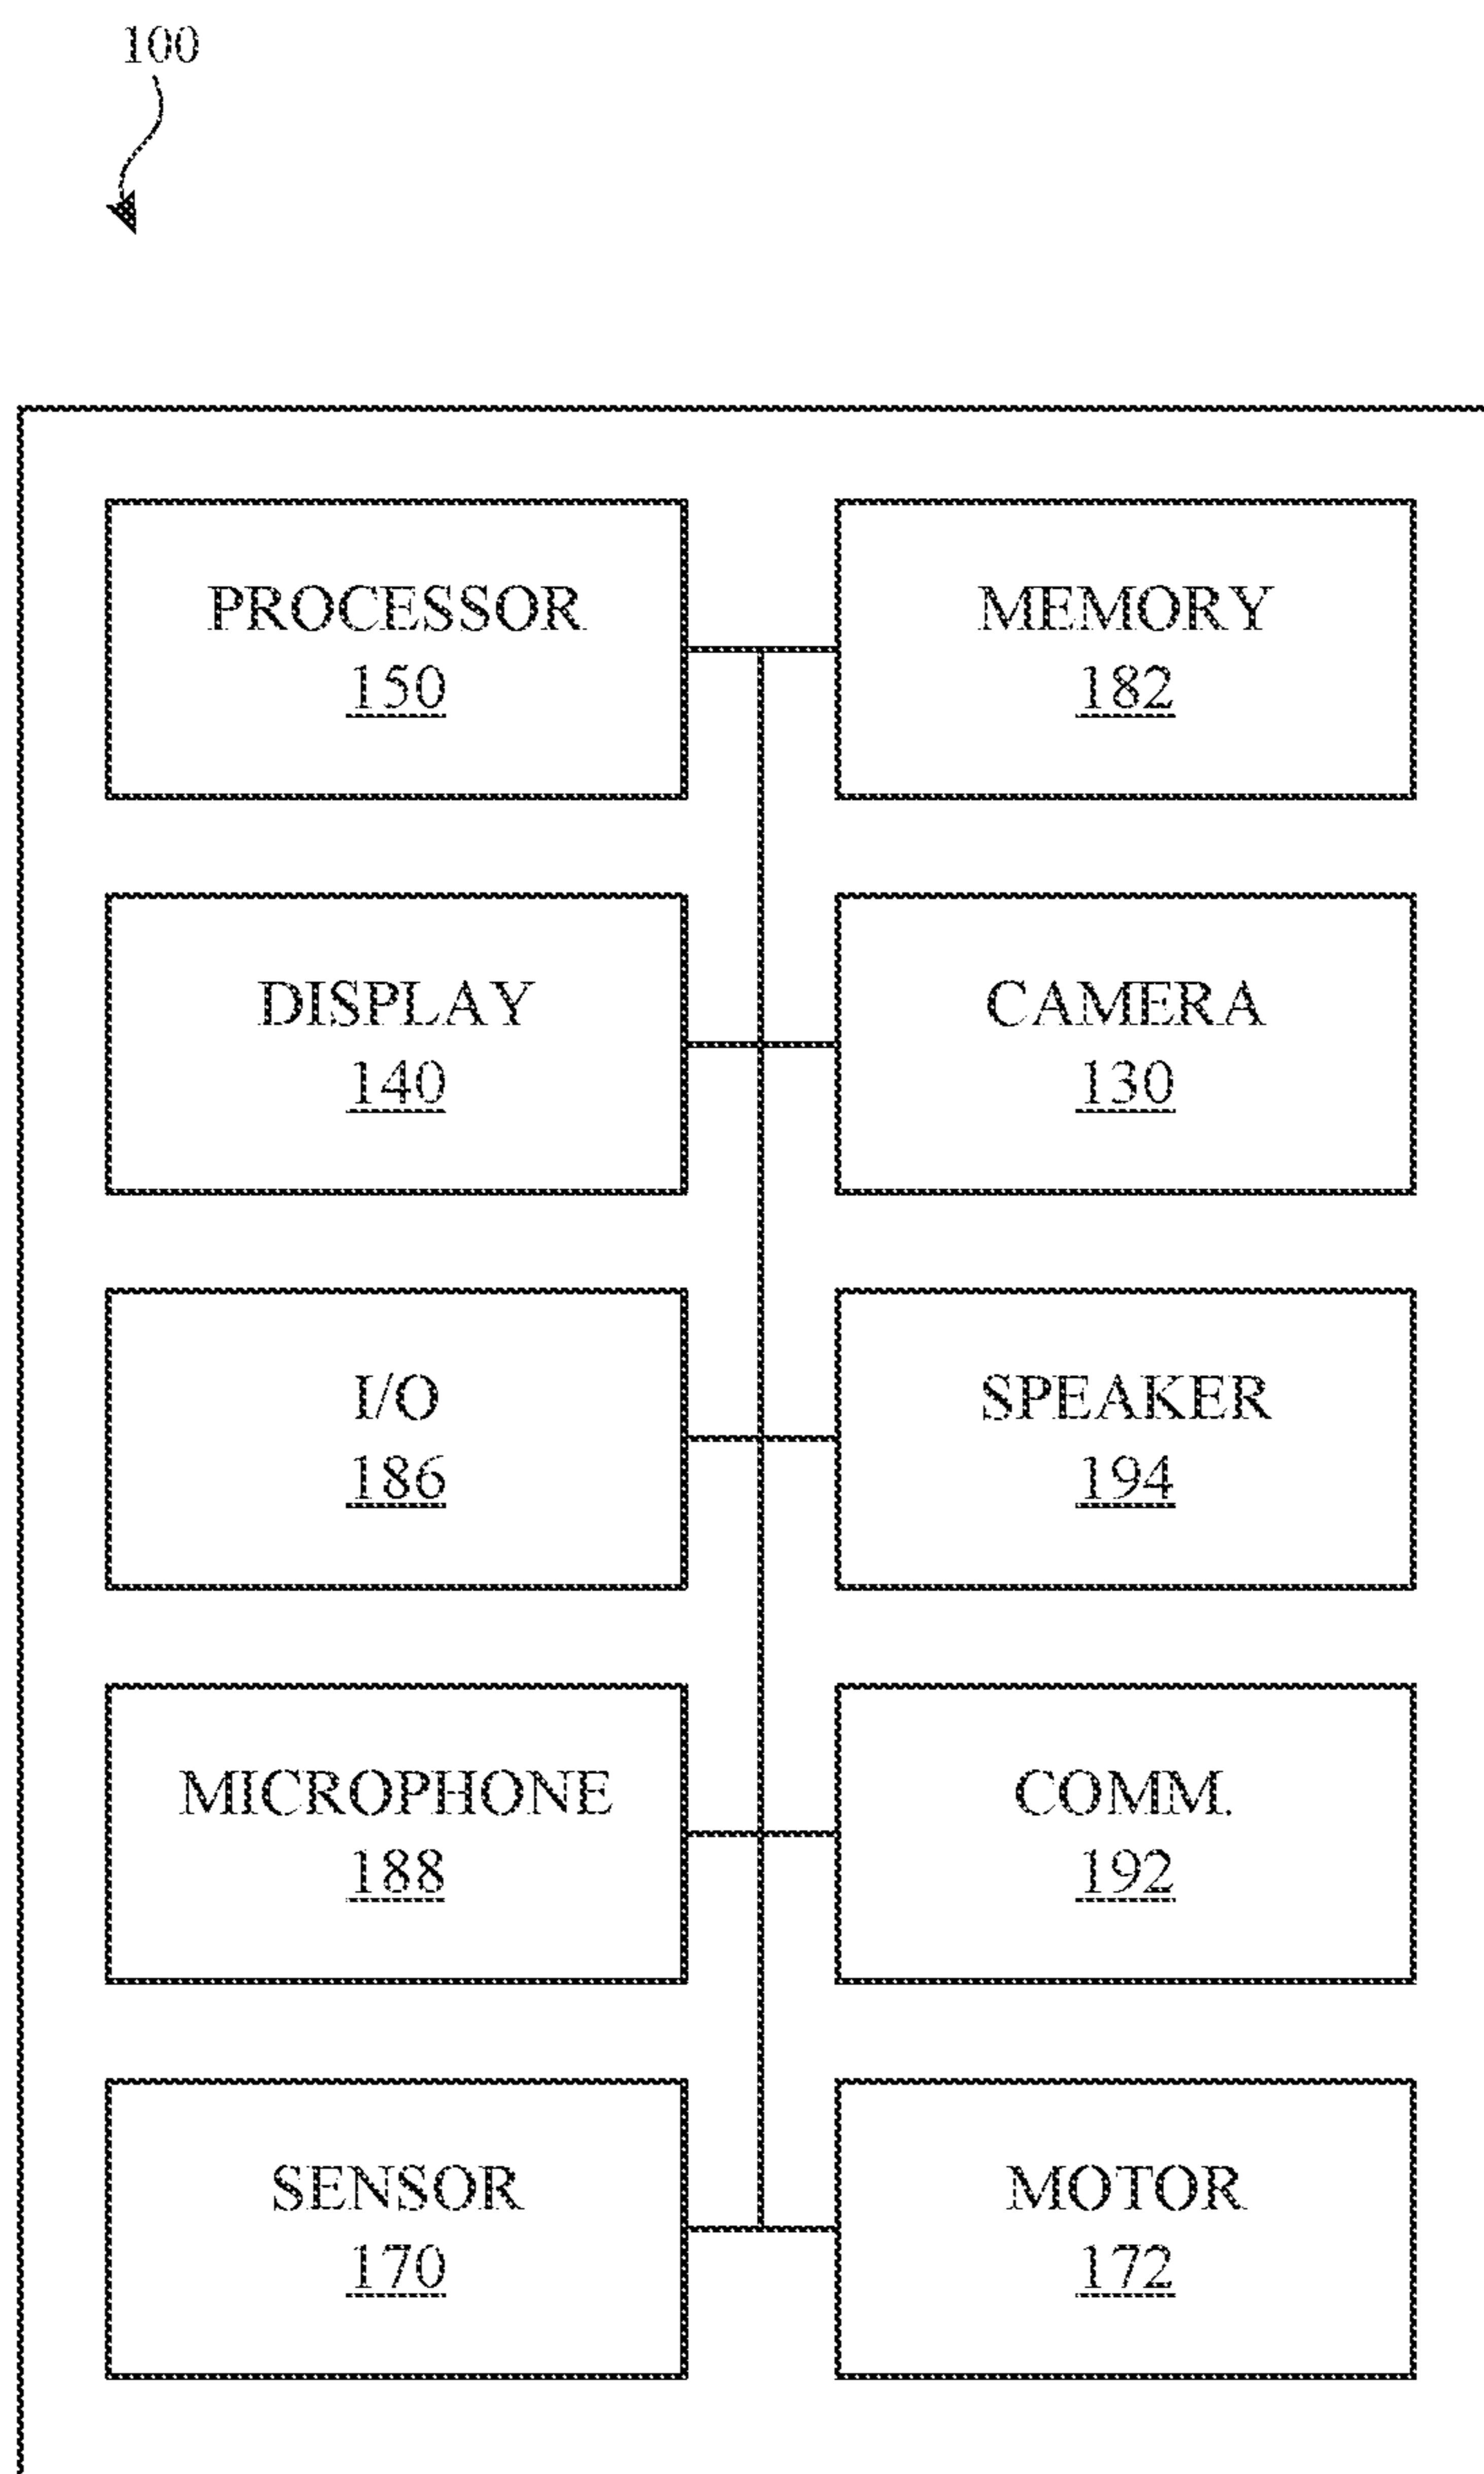 100
PROCESSOR
150
MEMORY
182
DISPLAY
140
CAMERA
130
I/O
186
SPEAKER
194
MICROPHONE
188
COMM.
192
SENSOR
170
MOTOR
172